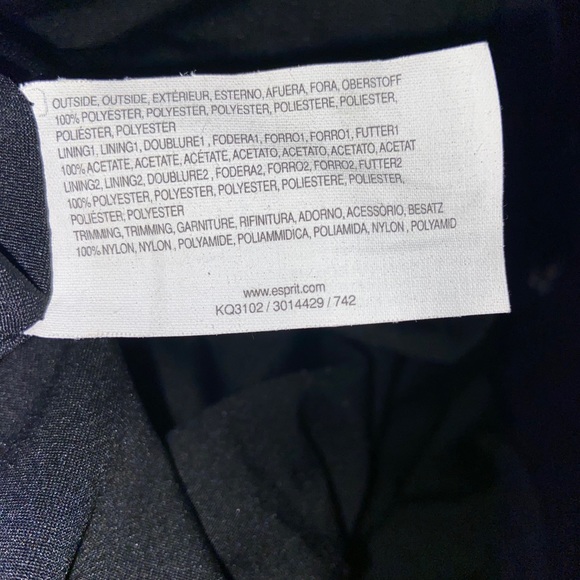 OUTSIDE, OUTSIDE, EXTÉRIEUR, ESTERNO, AFUERA, FORA, OBERSTOFF
100% POLYESTER, POLYESTER, POLYESTER, POLIESTERE, POLIESTER,
POLIÉSTER, POLYESTER
LINING1, LINING1, DOUBLURE1 , FODERA1, FORRO1, FORRO1, FUTTER1
100% ACETATE, ACETATE, ACÉTATE, ACETATO, ACETATO, ACETATO, ACETAT
LINING2, LINING2, DOUBLURE2 , FODERA2, FORRO2, FORRO2, FUTTER2
100% POLYESTER, POLYESTER, POLYESTER, POLIESTERE, POLIESTER,
POLIÉSTER, POLYESTER
TRIMMING, TRIMMING, GARNITURE, RIFINITURA, ADORNO, ACESSÓRIO, BESATZ
100% NYLON, NYLON , POLYAMIDE, POLIAMMIDICA, POLIAMIDA, NYLON , POLYAMID
www.esprit.com
KQ3102 / 3014429 / 742